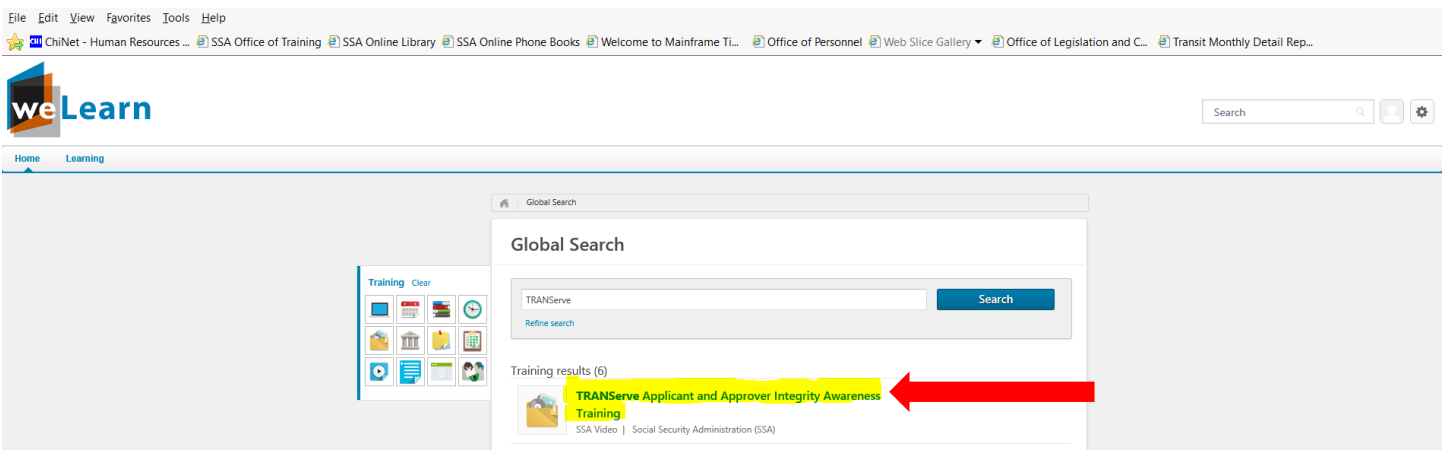 File Edit View Favorites Tools Help
CHI ChiNet - Human Resources ... SSA Office of Training SSA Online Library SSA Online Phone Books Welcome to Mainframe Ti... Office of Personnel Web Slice Gallery Office of Legislation and C... Transit Monthly Detail Rep...
weLearn
Search
Home Learning
Global Search
Global Search
Training Clear
TRANServe
Search
Refine search
Training results (6)
TRANServe Applicant and Approver Integrity Awareness
Training
SSA Video | Social Security Administration (SSA)